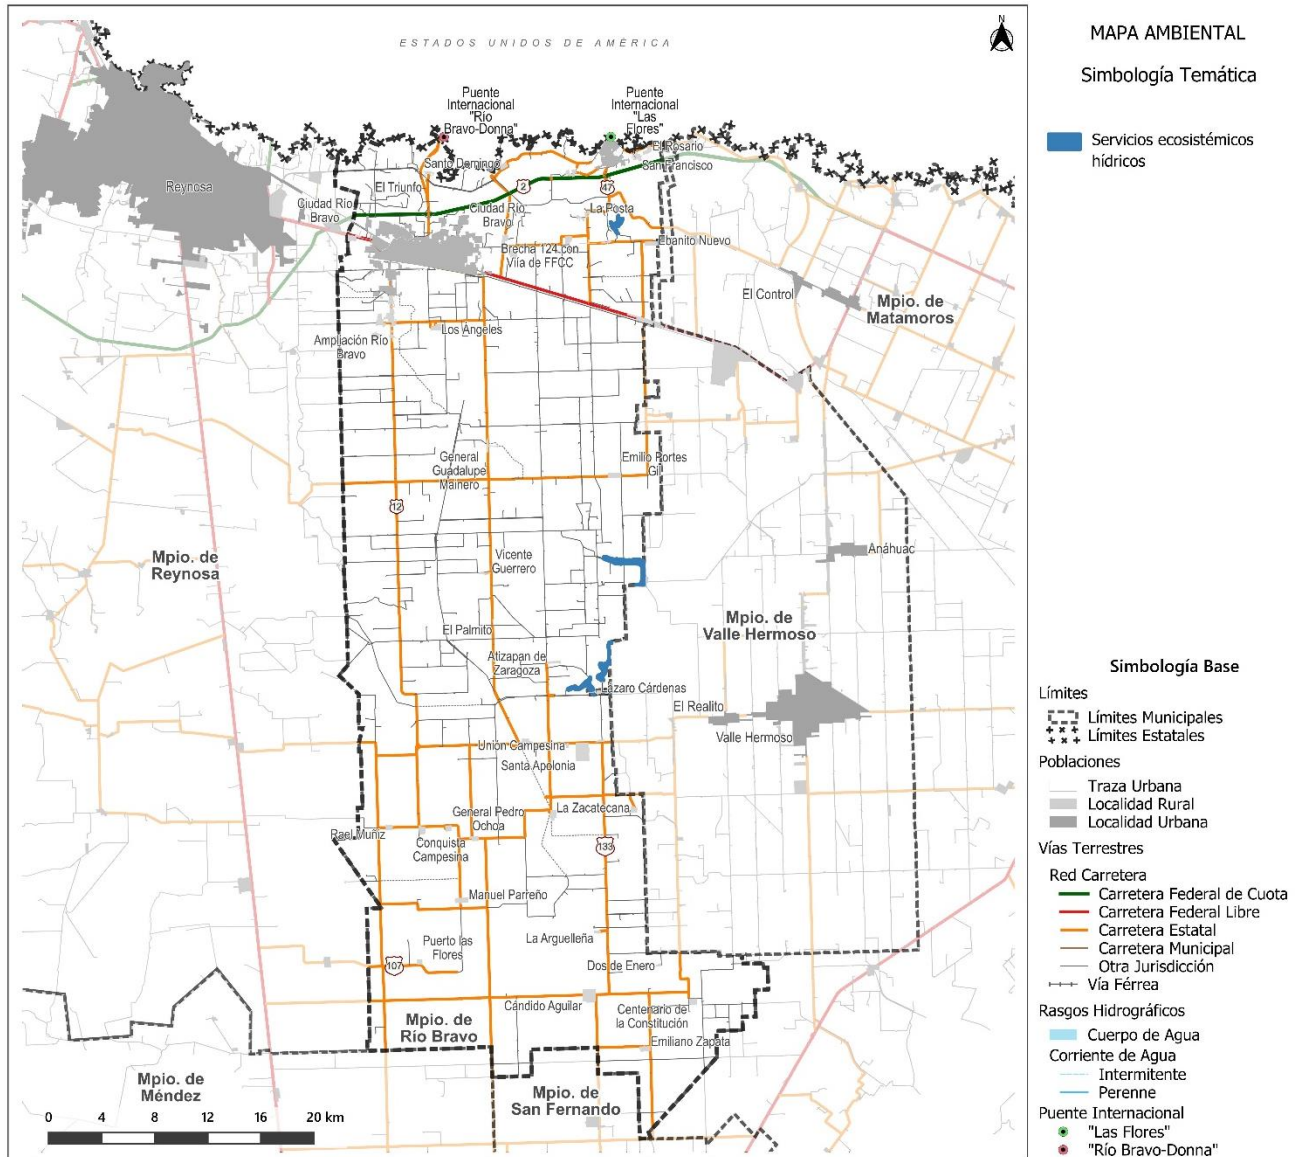 ESTADOS UNIDOS DE AMÉRICA
N
Puente
Internacional
"Río
Bravo-Donna"
Puente
Internacional
"Las
Flores"
El Rosario
San Francisco
Santo Domingo
El Triunfo
Reynosa
Ciudad Río
Bravo
2
47
Ciudad Río
Bravo
La Posta
Brecha 124 con
Vía de FFCC
Ebanito Nuevo
El Control
Mpio. de
Matamoros
Los Angeles
Ampliación Río
Bravo
General
Guadalupe
Mainero
Emilio Portes
Gil
12
Mpio. de
Reynosa
Vicente
Guerrero
Anáhuac
Mpio. de
Valle Hermoso
El Palmito
Atizapan de
Zaragoza
Lázaro Cárdenas
El Realito
Valle Hermoso
Unión Campesina
Santa Apolonia
General Pedro
Ochoa
La Zacatecana
Rael Muñiz
Conquista
Campesina
133
Manuel Parreño
La Arguelleña
Puerto las
Flores
107
Dos de Enero
Cándido Aguilar
Centenario de
la Constitución
Mpio. de
Río Bravo
Emiliano Zapata
Mpio. de
Méndez
Mpio. de
San Fernando
0 4 8 12 16 20 km
MAPA AMBIENTAL
Simbología Temática
Servicios ecosistémicos
hídricos
Simbología Base
Límites
Límites Municipales
Límites Estatales
Poblaciones
Traza Urbana
Localidad Rural
Localidad Urbana
Vías Terrestres
Red Carretera
Carretera Federal de Cuota
Carretera Federal Libre
Carretera Estatal
Carretera Municipal
Otra Jurisdicción
Vía Férrea
Rasgos Hidrográficos
Cuerpo de Agua
Corriente de Agua
Intermitente
Perenne
Puente Internacional
"Las Flores"
"Río Bravo-Donna"